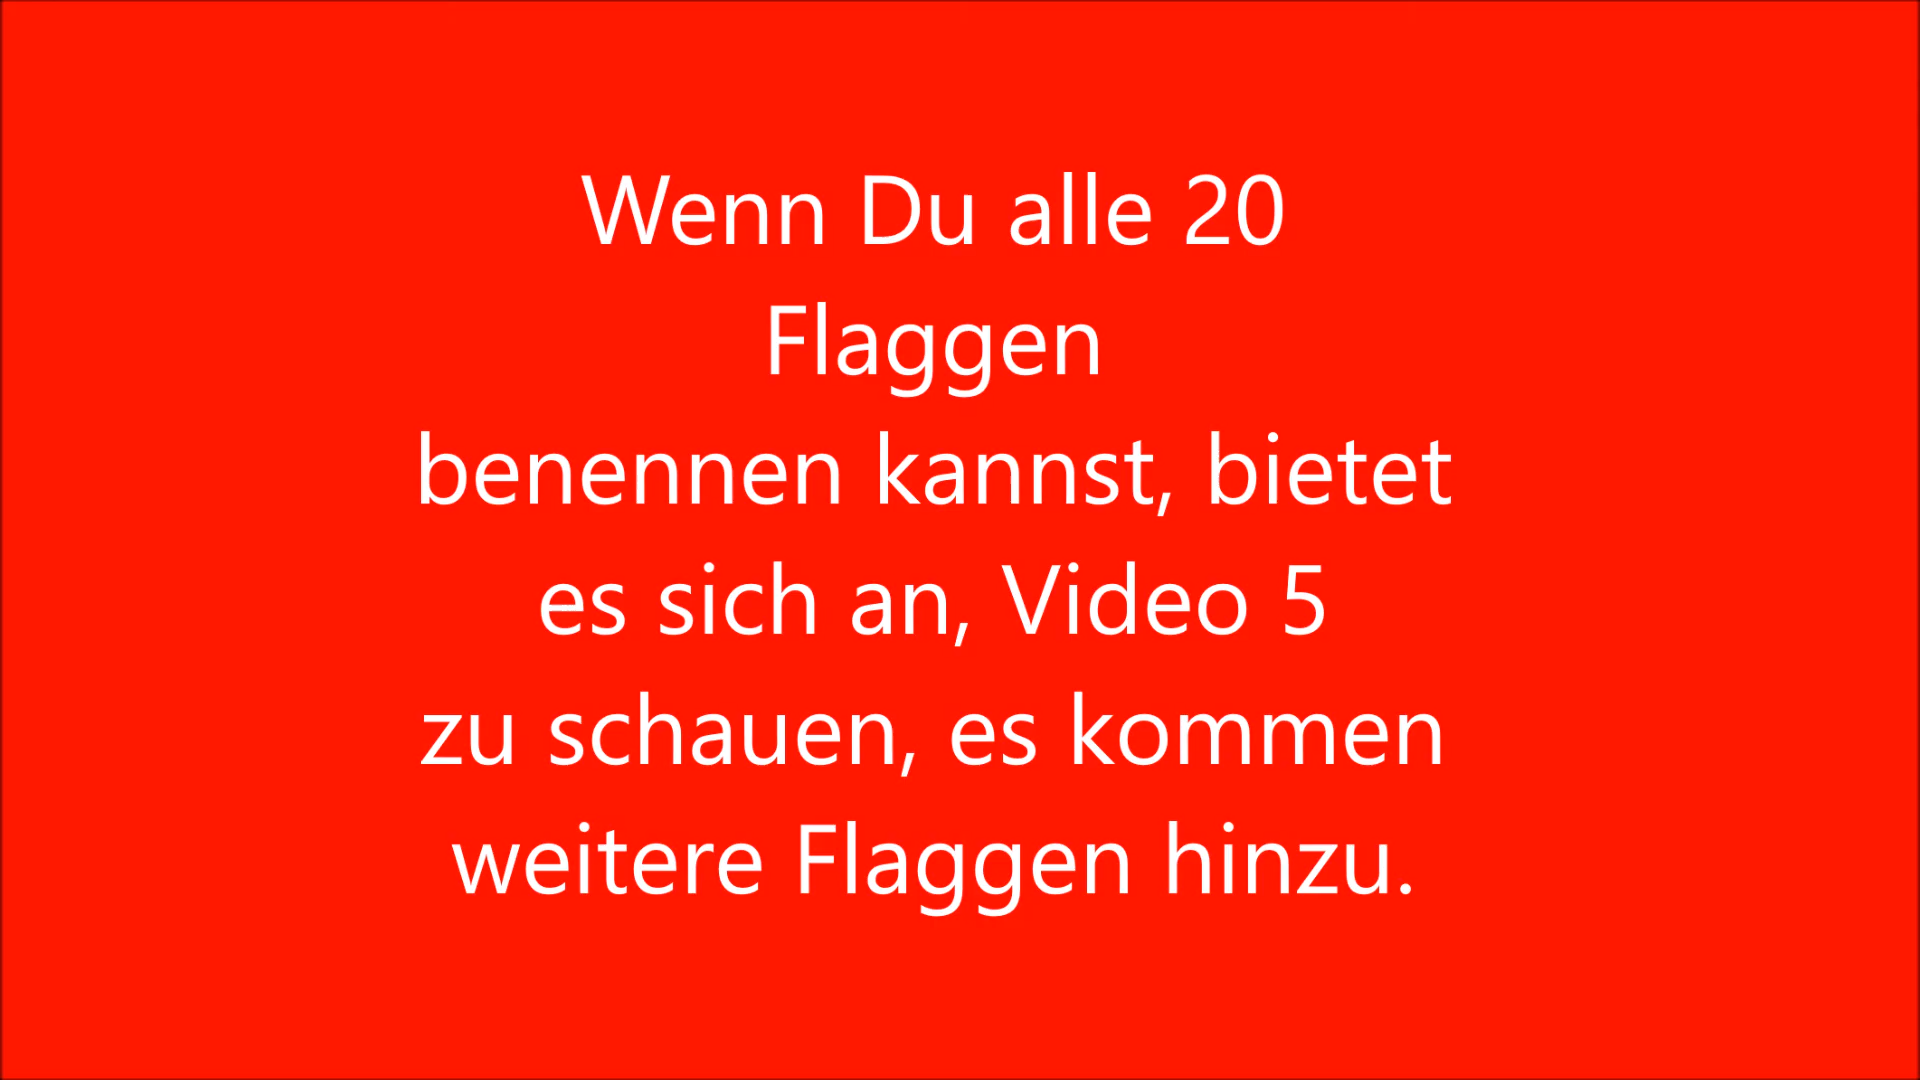 Wenn Du alle 20
Flaggen
benennen kannst, bietet
es sich an, Video 5
zu schauen, es kommen
weitere Flaggen hinzu.